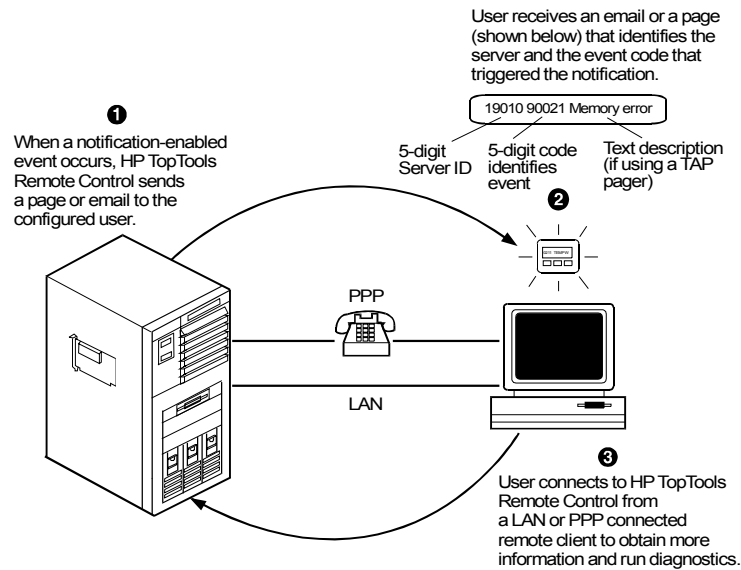 User receives an email or a page
(shown below) that identifies the
server and the event code that
triggered the notification.
19010 90021 Memory error
5-digit
Server ID
5-digit code
identifies
event
Text description
(if using a TAP
pager)
❶
When a notification-enabled
event occurs, HP TopTools
Remote Control sends
a page or email to the
configured user.
❷
PPP
LAN
❸
User connects to HP TopTools
Remote Control from
a LAN or PPP connected
remote client to obtain more
information and run diagnostics.